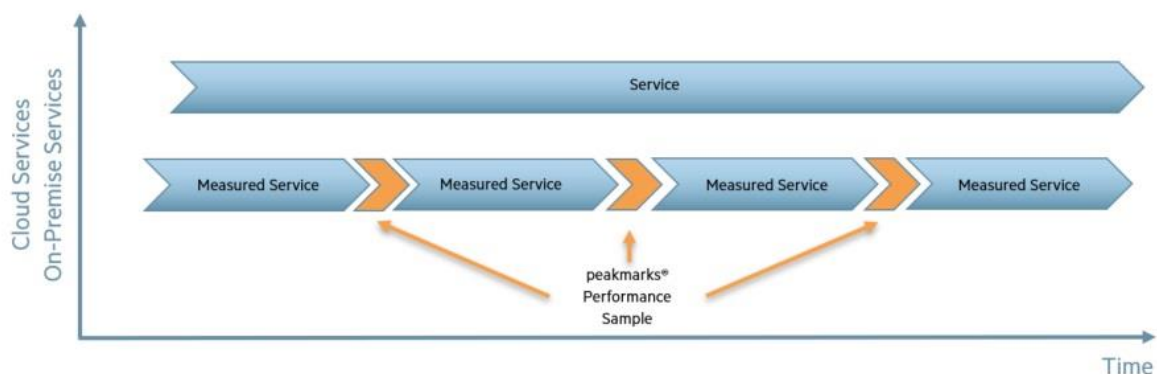 Cloud Services
On-Premise Services
Service
Measured Service
Measured Service
Measured Service
Measured Service
peakmarks®
Performance
Sample
Time